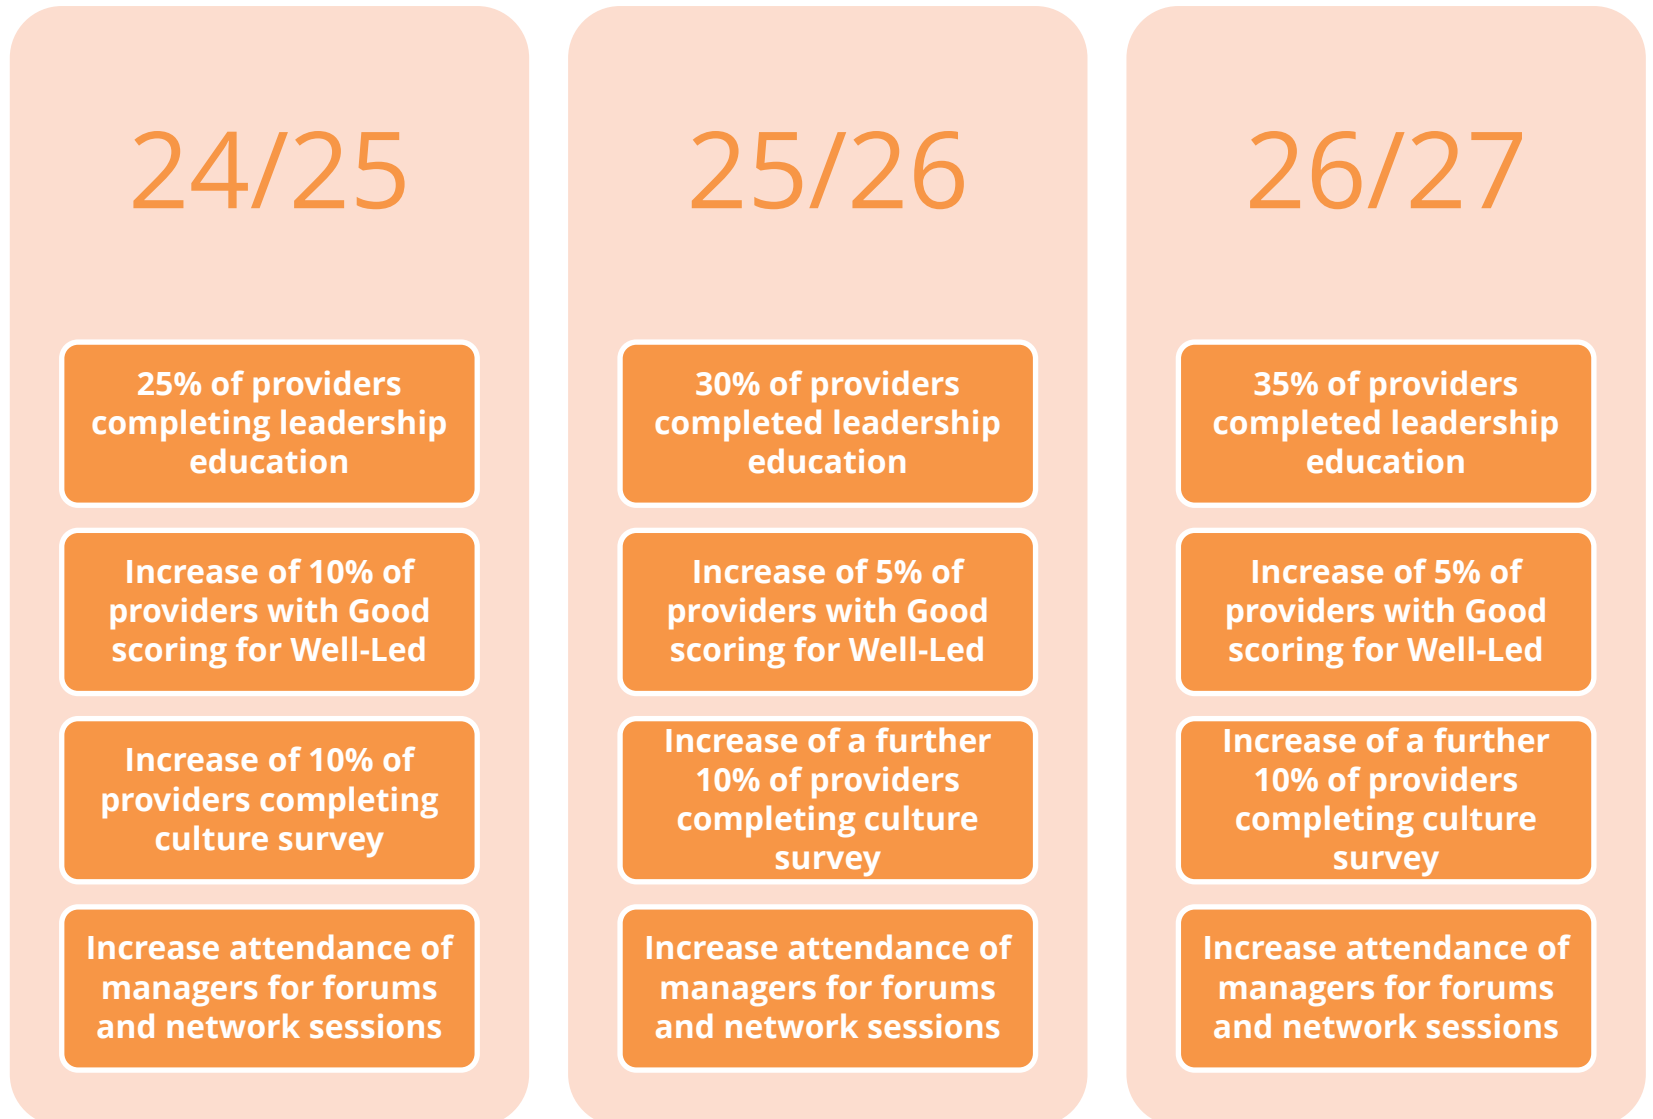 24/25
25% of providers
completing leadership
education
Increase of 10% of
providers with Good
scoring for Well-Led
Increase of 10% of
providers completing
culture survey
Increase attendance of
managers for forums
and network sessions
25/26
30% of providers
completed leadership
education
Increase of 5% of
providers with Good
scoring for Well-Led
Increase of a further
10% of providers
completing culture
survey
Increase attendance of
managers for forums
and network sessions
26/27
35% of providers
completed leadership
education
Increase of 5% of
providers with Good
scoring for Well-Led
Increase of a further
10% of providers
completing culture
survey
Increase attendance of
managers for forums
and network sessions